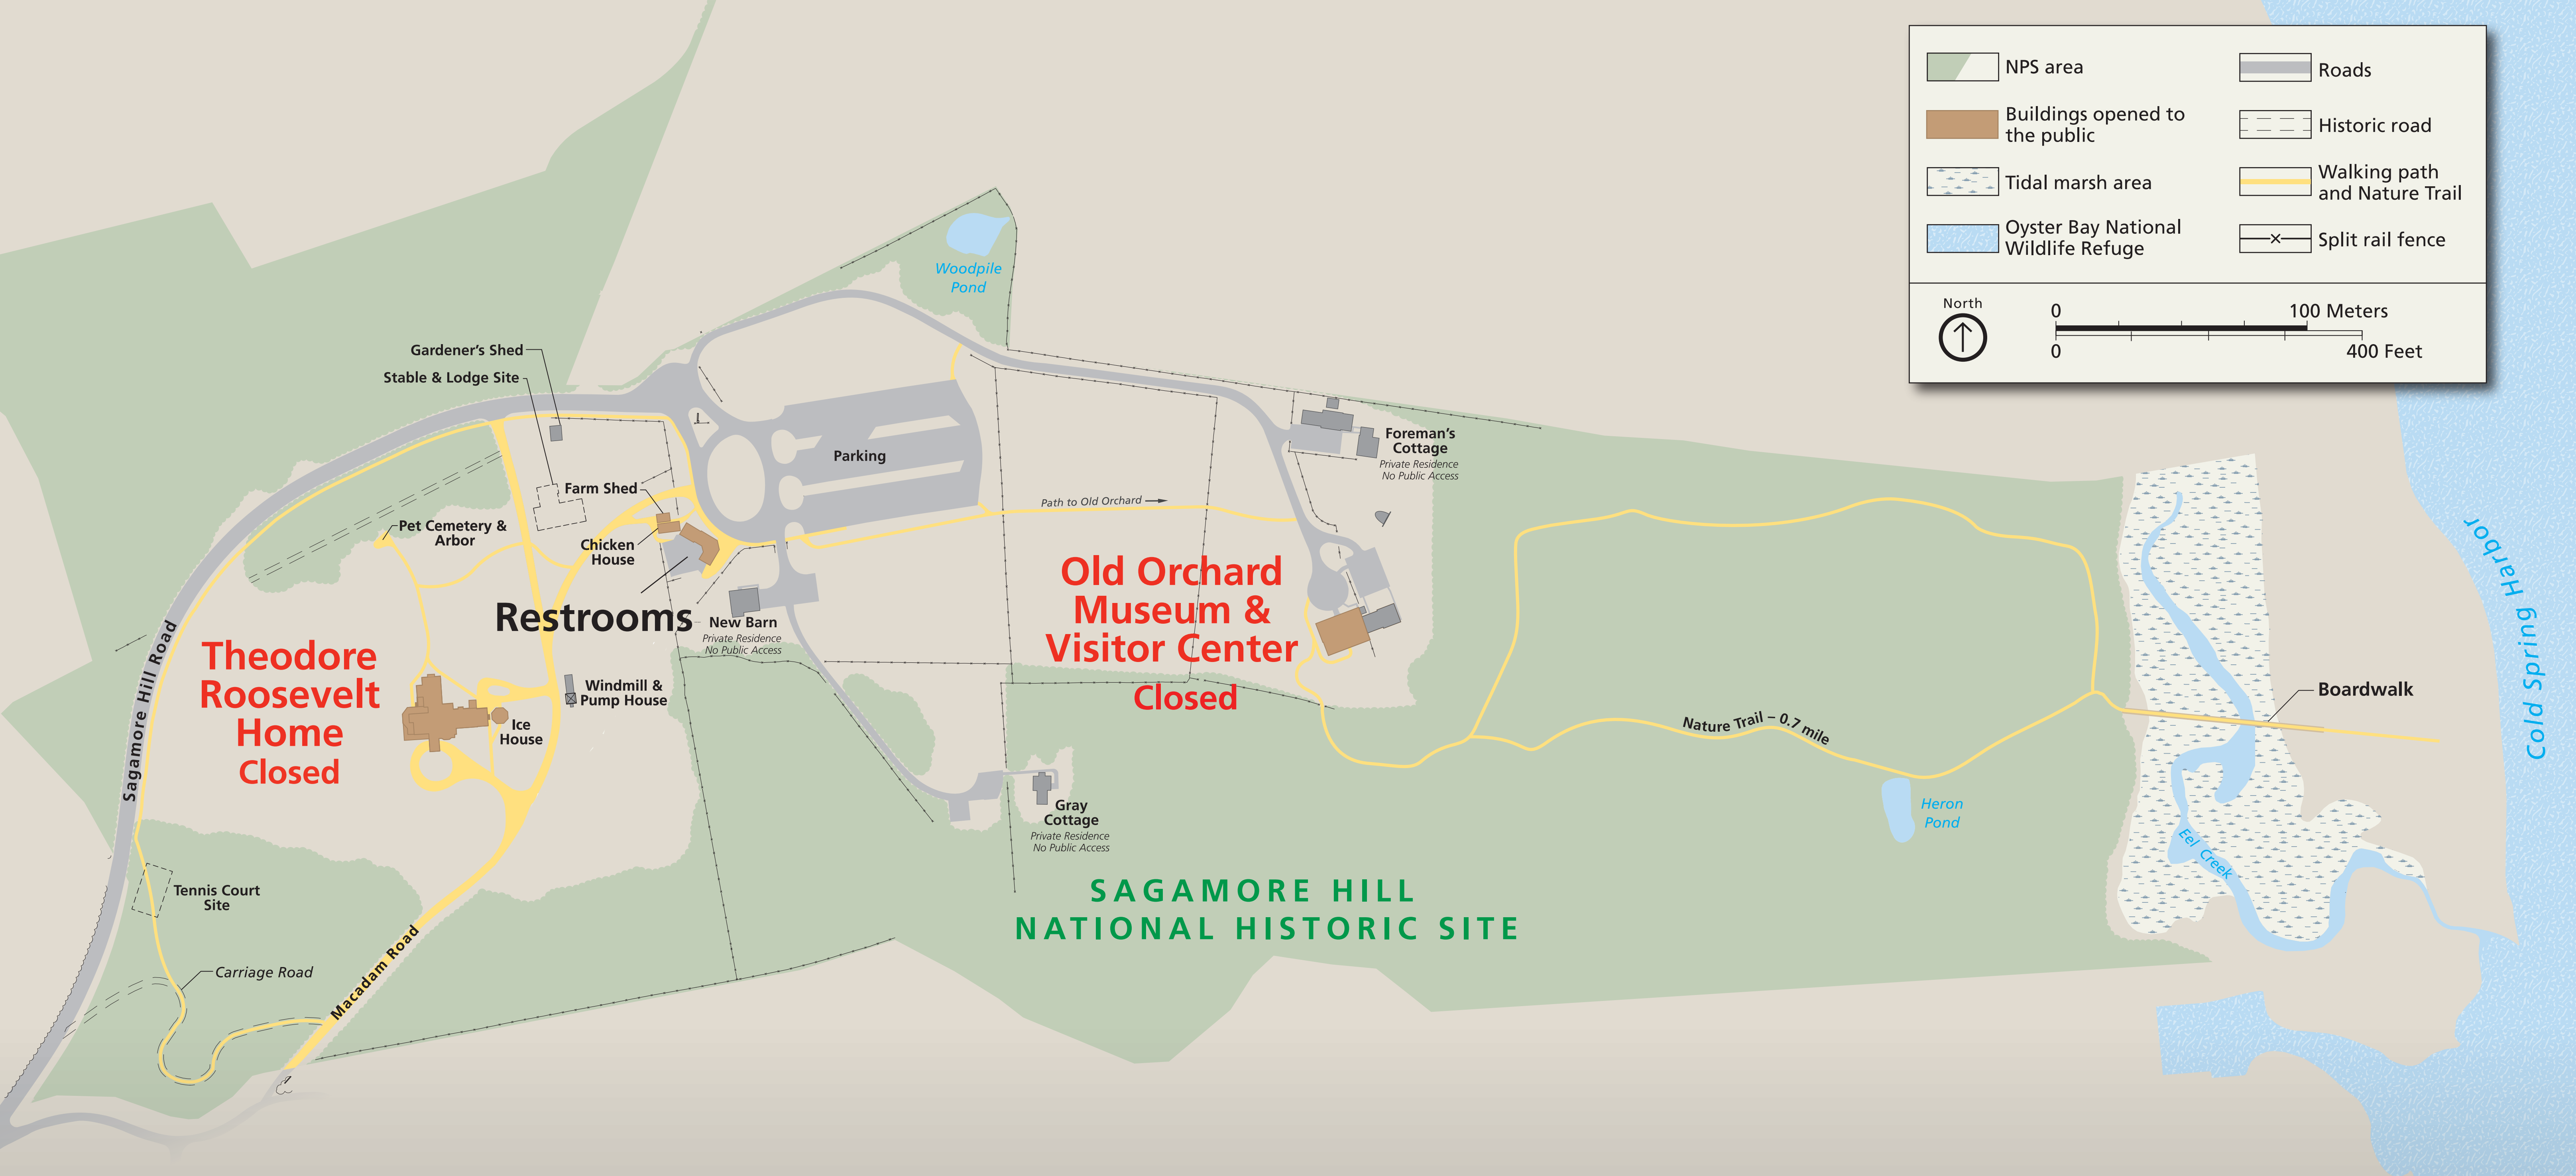 NPS area
Buildings opened to
the public
Tidal marsh area
Oyster Bay National
Wildlife Refuge
Roads
Historic road
Walking path
and Nature Trail
Split rail fence
North
0
100 Meters
0
400 Feet
Woodpile
Pond
Gardener's Shed
Stable & Lodge Site
Parking
Foreman's
Cottage
Private Residence
No Public Access
Farm Shed
Path to Old Orchard
Pet Cemetery &
Arbor
Chicken
House
Restrooms
New Barn
Private Residence
No Public Access
Old Orchard
Museum &
Visitor Center
Closed
Theodore
Roosevelt
Home
Closed
Sagamore Hill Road
Windmill &
Pump House
Ice
House
Nature Trail – 0.7 mile
Boardwalk
Cold Spring Harbor
Gray
Cottage
Private Residence
No Public Access
Heron
Pond
Eel Creek
Tennis Court
Site
SAGAMORE HILL
NATIONAL HISTORIC SITE
Carriage Road
Macadam Road